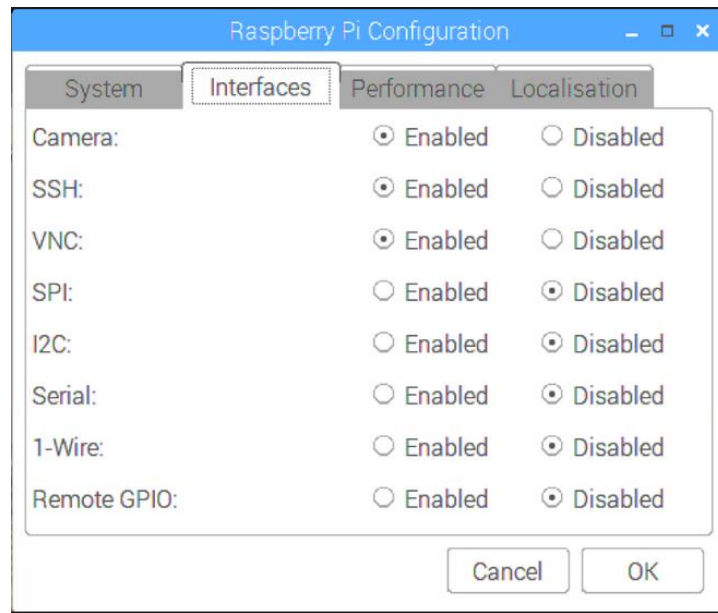 Raspberry Pi Configuration
System Interfaces Performance Localisation
Camera: Enabled Disabled
SSH: Enabled Disabled
VNC: Enabled Disabled
SPI: Enabled Disabled
I2C: Enabled Disabled
Serial: Enabled Disabled
1-Wire: Enabled Disabled
Remote GPIO: Enabled Disabled
Cancel OK